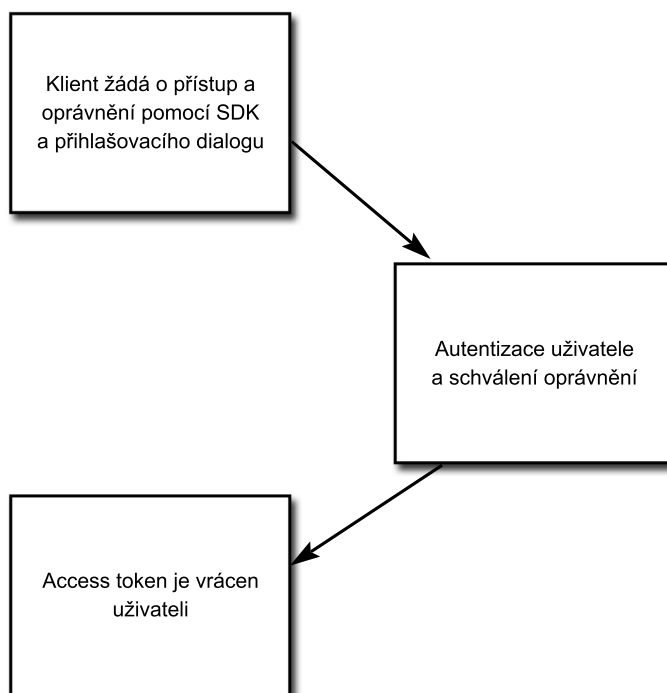 Klient žádá o přístup a
oprávnění pomocí SDK
a přihlašovacího dialogu
Autentizace uživatele
a schválení oprávnění
Access token je vrácen
uživateli